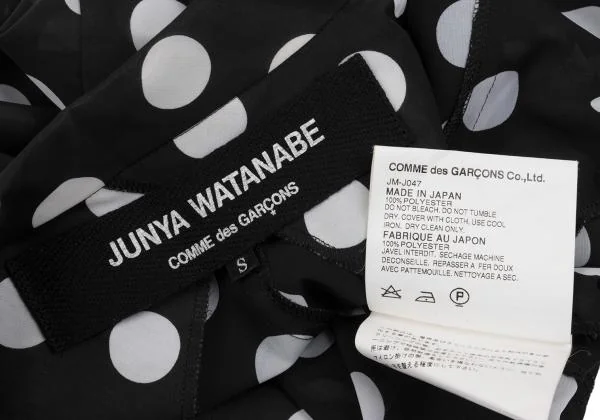 JUNYA WATANABE
COMME des GARÇONS
S
COMME des GARÇONS Co.,Ltd.
JM-J047
MADE IN JAPAN
100% POLYESTER
DO NOT BLEACH. DO NOT TUMBLE
DRY. COVER WITH CLOTH, USE COOL
IRON. DRY CLEAN ONLY.
FABRIQUE AU JAPON
100% POLYESTER
JAVEL INTERDIT, SECHAGE MACHINE
DECONSEILLE, REPASSER A FER DOUX
AVEC PATTEMOUILLE, NETTOYAGE A SEC.
P